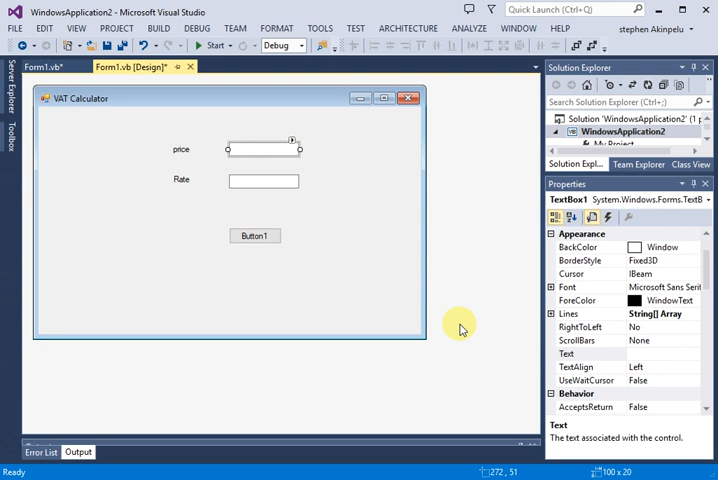 WindowsApplication2 - Microsoft Visual Studio
Quick Launch (Ctrl+Q)
FILE EDIT VIEW PROJECT BUILD DEBUG TEAM FORMAT TOOLS TEST ARCHITECTURE ANALYZE WINDOW HELP stephen Akinpelu
Start Debug
Server Explorer
Toolbox
Form1.vb* Form1.vb [Design]*
VAT Calculator
price
Rate
Button1
Solution Explorer
Search Solution Explorer (Ctrl+;)
Solution 'WindowsApplication2' (1 p
WindowsApplication2
My Project
Solution Expl... Team Explorer Class View
Properties
TextBox1 System.Windows.Forms.TextB
Appearance
BackColor Window
BorderStyle Fixed3D
Cursor IBeam
Font Microsoft Sans Serif
ForeColor WindowText
Lines String[] Array
RightToLeft No
ScrollBars None
Text
TextAlign Left
UseWaitCursor False
Behavior
AcceptsReturn False
Text
The text associated with the control.
Error List Output
Ready 272 , 51 100 x 20